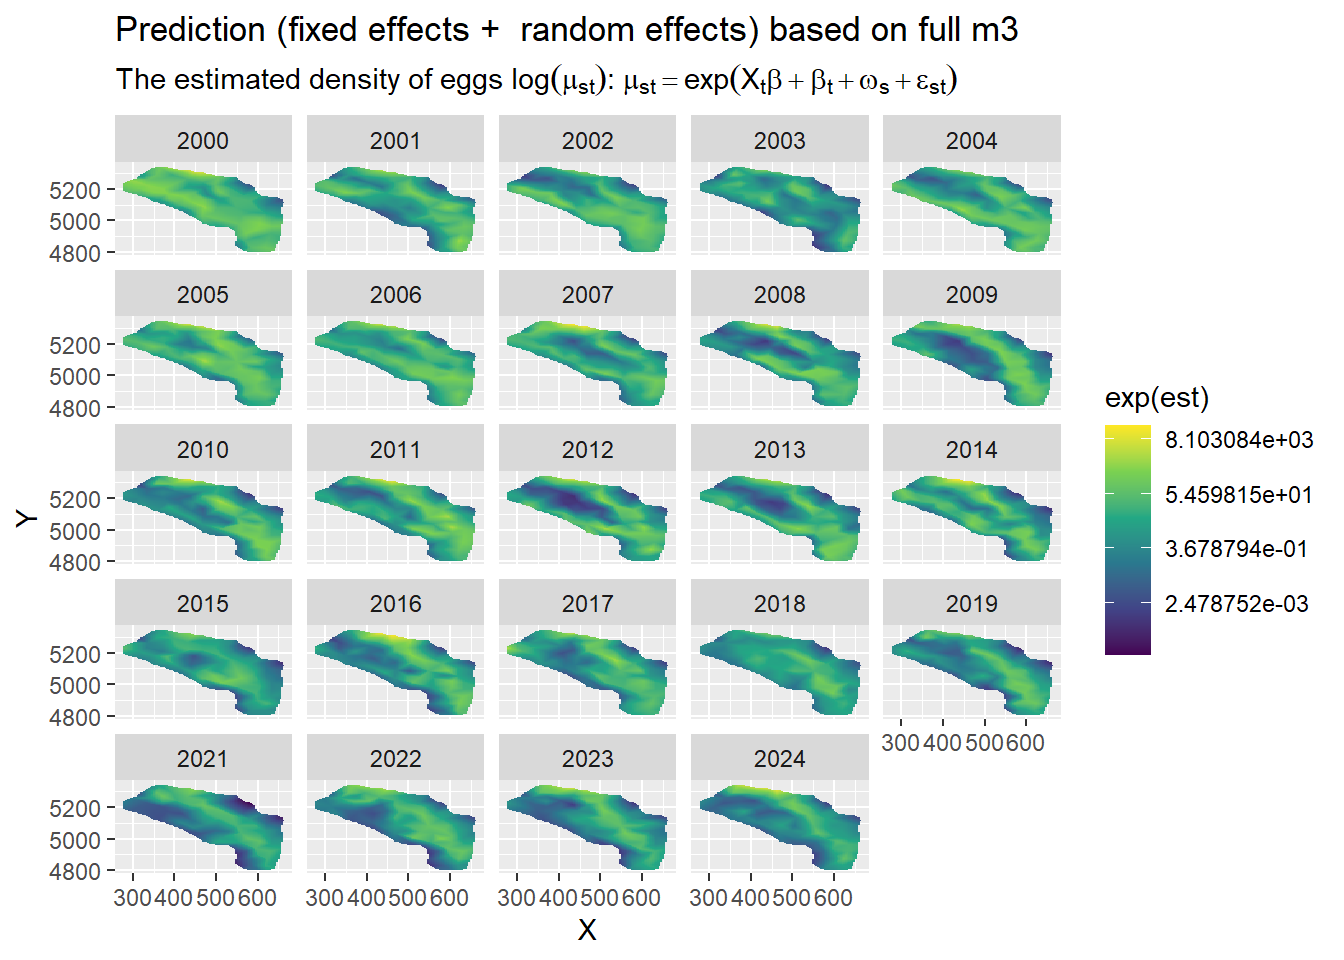 Prediction (fixed effects +  random effects) based on full m3
The estimated density of eggs log(μst): μst = exp(Xtβ + βt + ωs + εst)
2000 2001 2002 2003 2004
5200
5000
4800
2005 2006 2007 2008 2009
5200
5000
4800
2010 2011 2012 2013 2014
5200
5000
4800
2015 2016 2017 2018 2019
5200
5000
4800
300 400 500 600
2021 2022 2023 2024
5200
5000
4800
300 400 500 600 300 400 500 600 300 400 500 600 300 400 500 600
X
Y
exp(est)
8.103084e+03
5.459815e+01
3.678794e-01
2.478752e-03